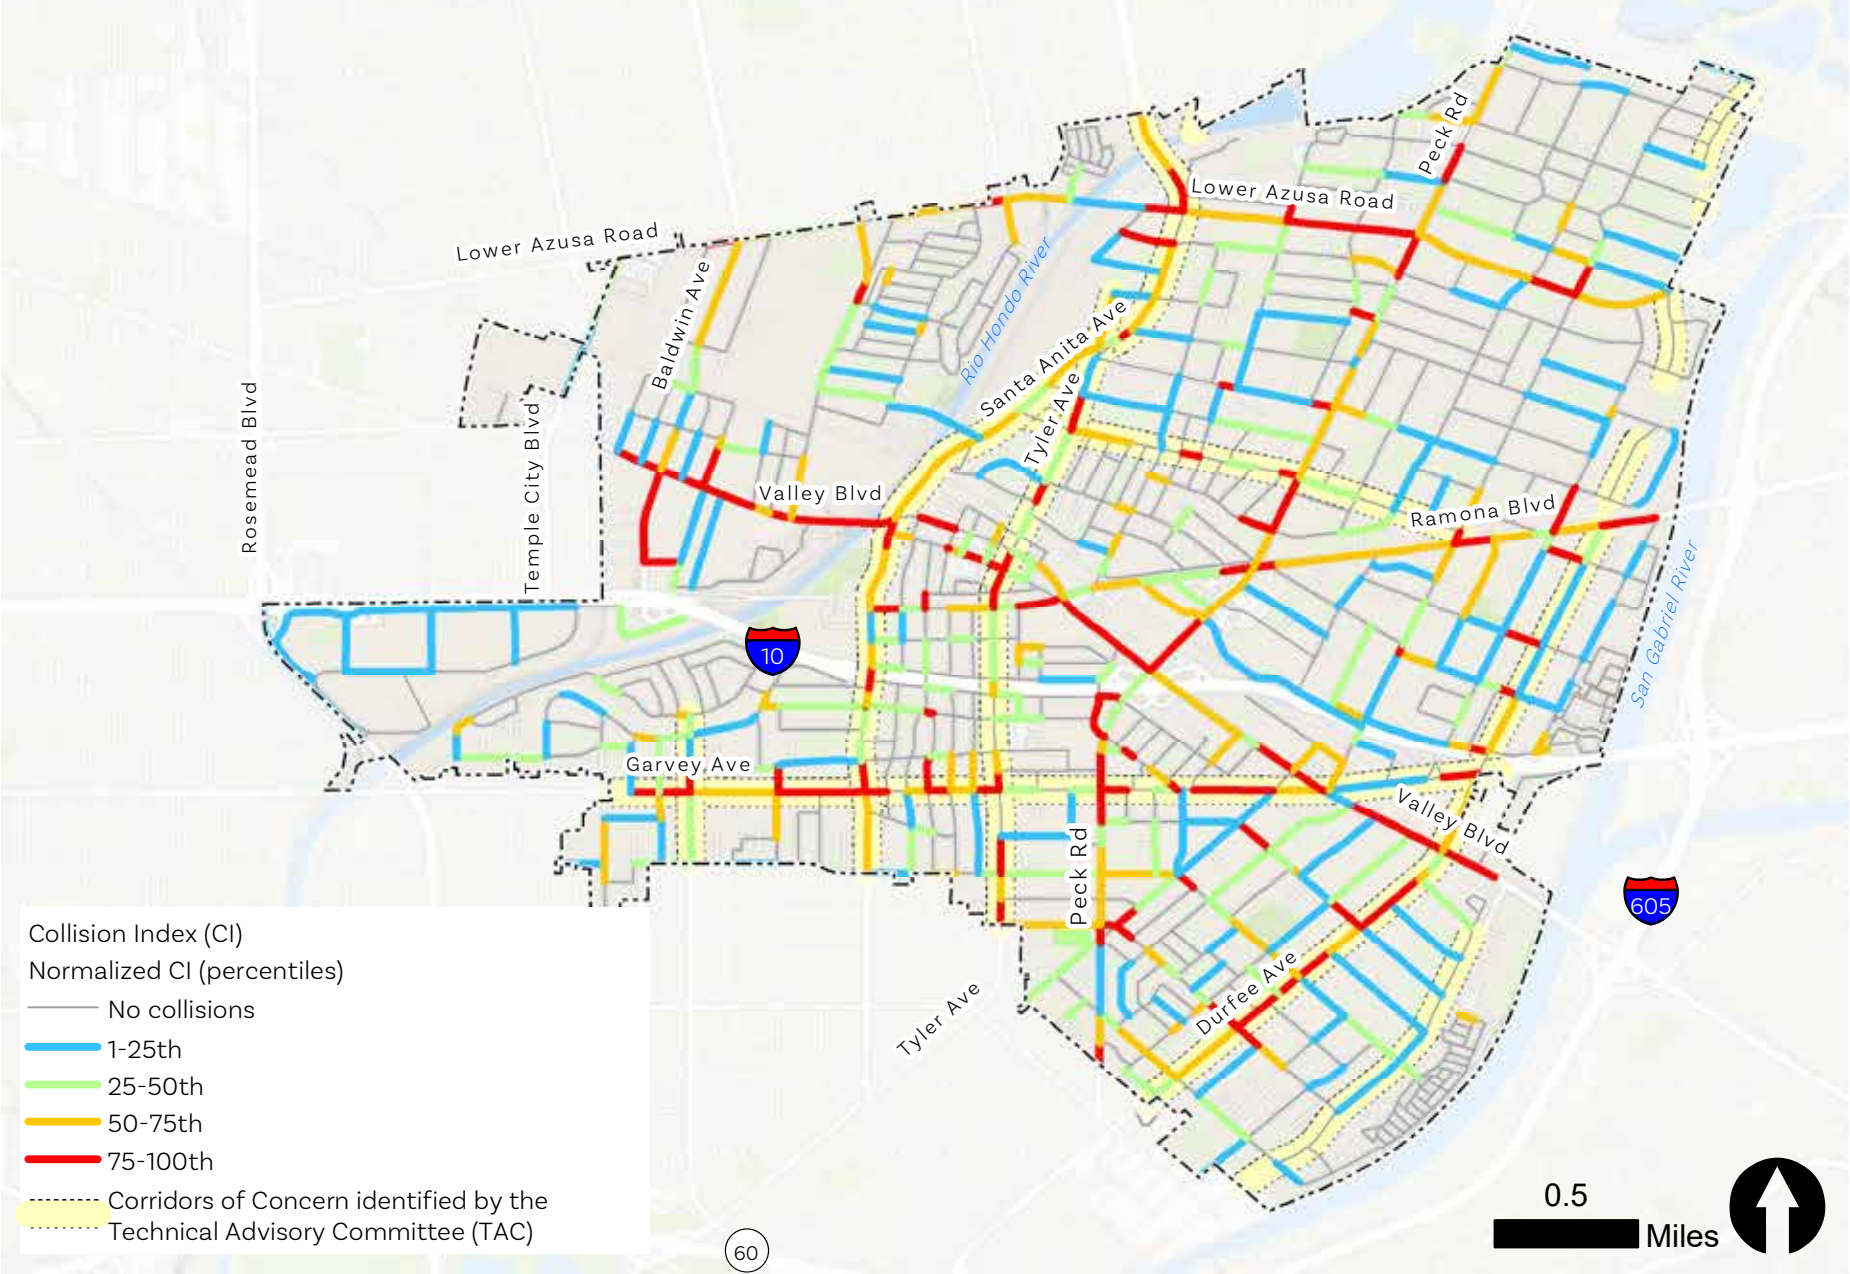 Peck Rd
Lower Azusa Road
Lower Azusa Road
Baldwin Ave
Rio Hondo River
Santa Anita Ave
Tyler Ave
Rosemead Blvd
Temple City Blvd
Valley Blvd
Ramona Blvd
San Gabriel River
10
Garvey Ave
Valley Blvd
Peck Rd
605
Durfee Ave
Tyler Ave
Collision Index (CI)
Normalized CI (percentiles)
No collisions
1-25th
25-50th
50-75th
75-100th
Corridors of Concern identified by the
Technical Advisory Committee (TAC)
60
0.5
Miles